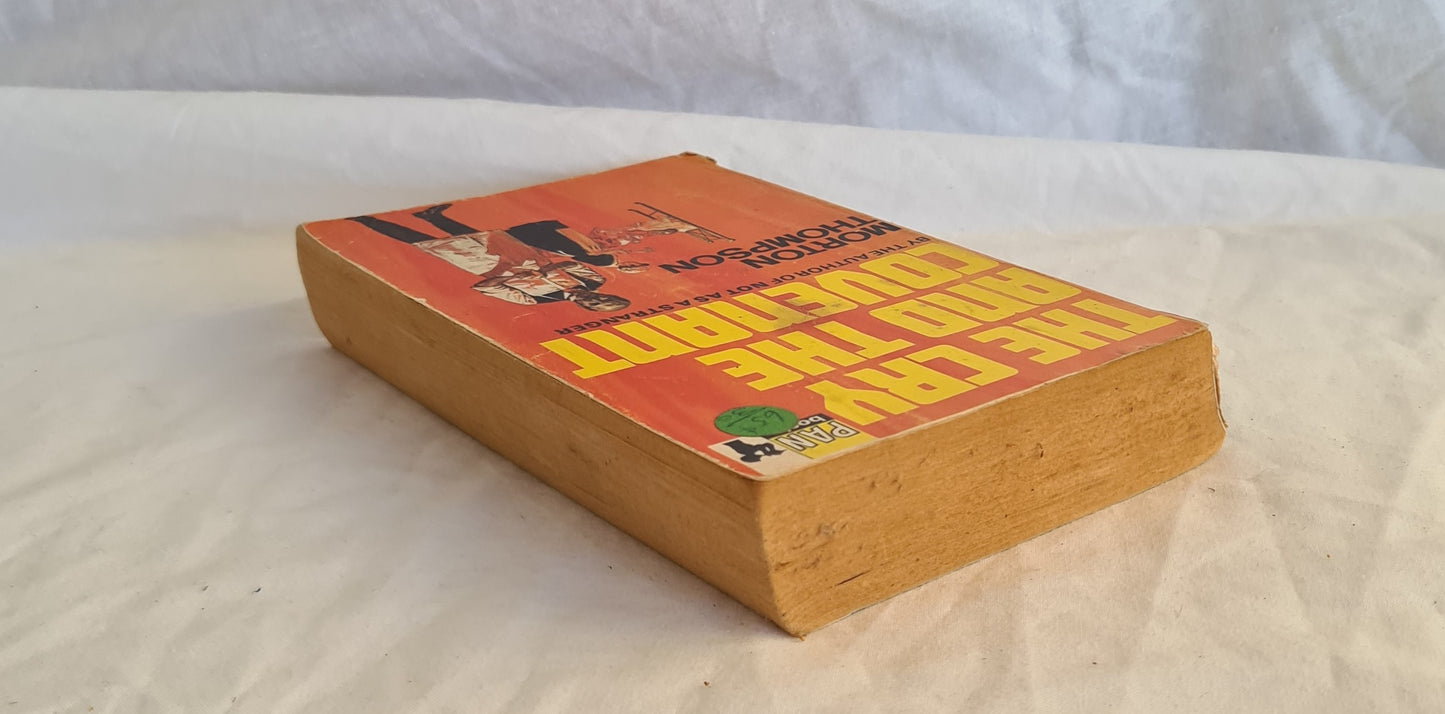 PAN
THE CRY
AND THE
COVENANT
BY THE AUTHOR OF NOT AS A STRANGER
MORTON
THOMPSON